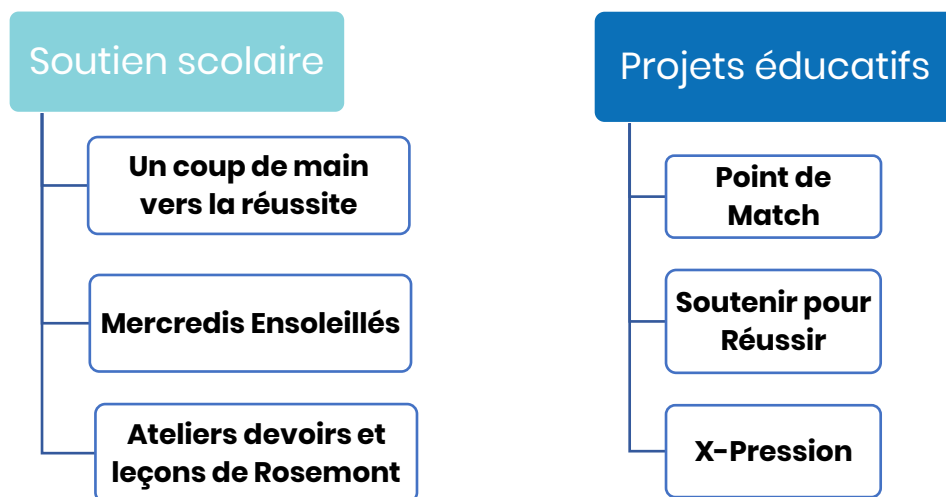 Soutien scolaire
Un coup de main
vers la réussite
Mercredis Ensoleillés
Ateliers devoirs et
leçons de Rosemont
Projets éducatifs
Point de
Match
Soutenir pour
Réussir
X-Pression